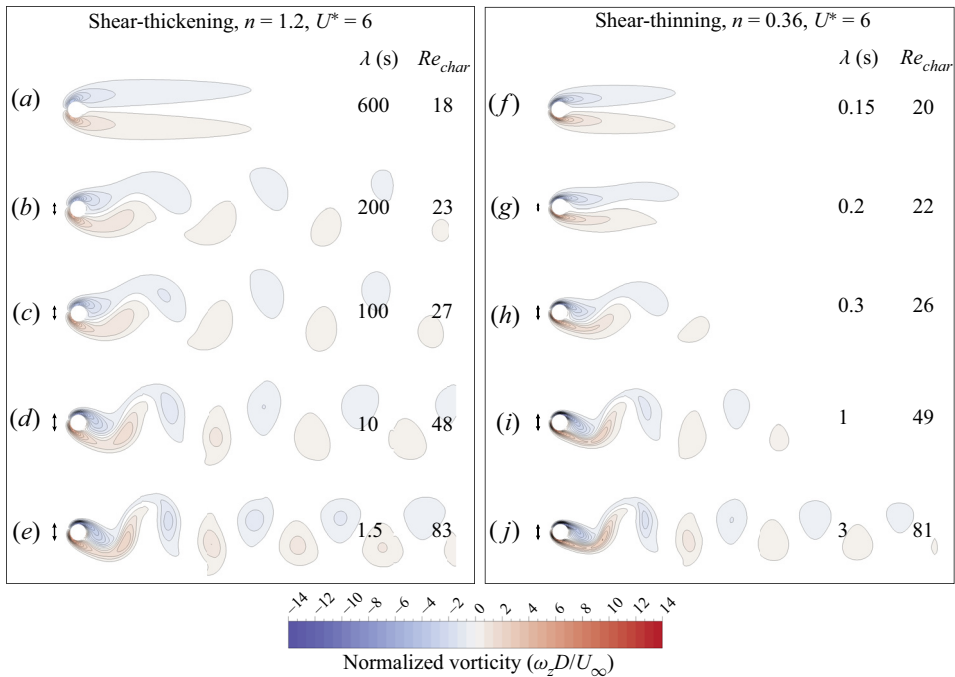 Shear-thickening, n = 1.2, U* = 6
λ (s) Re_char
(a) 600 18
(b) 200 23
(c) 100 27
(d) 10 48
(e) 1.5 83
Shear-thinning, n = 0.36, U* = 6
λ (s) Re_char
(f) 0.15 20
(g) 0.2 22
(h) 0.3 26
(i) 1 49
(j) 3 81
−14 −12 −10 −8 −6 −4 −2 0 2 4 6 8 10 12 14
Normalized vorticity (ω_z D/U_∞)